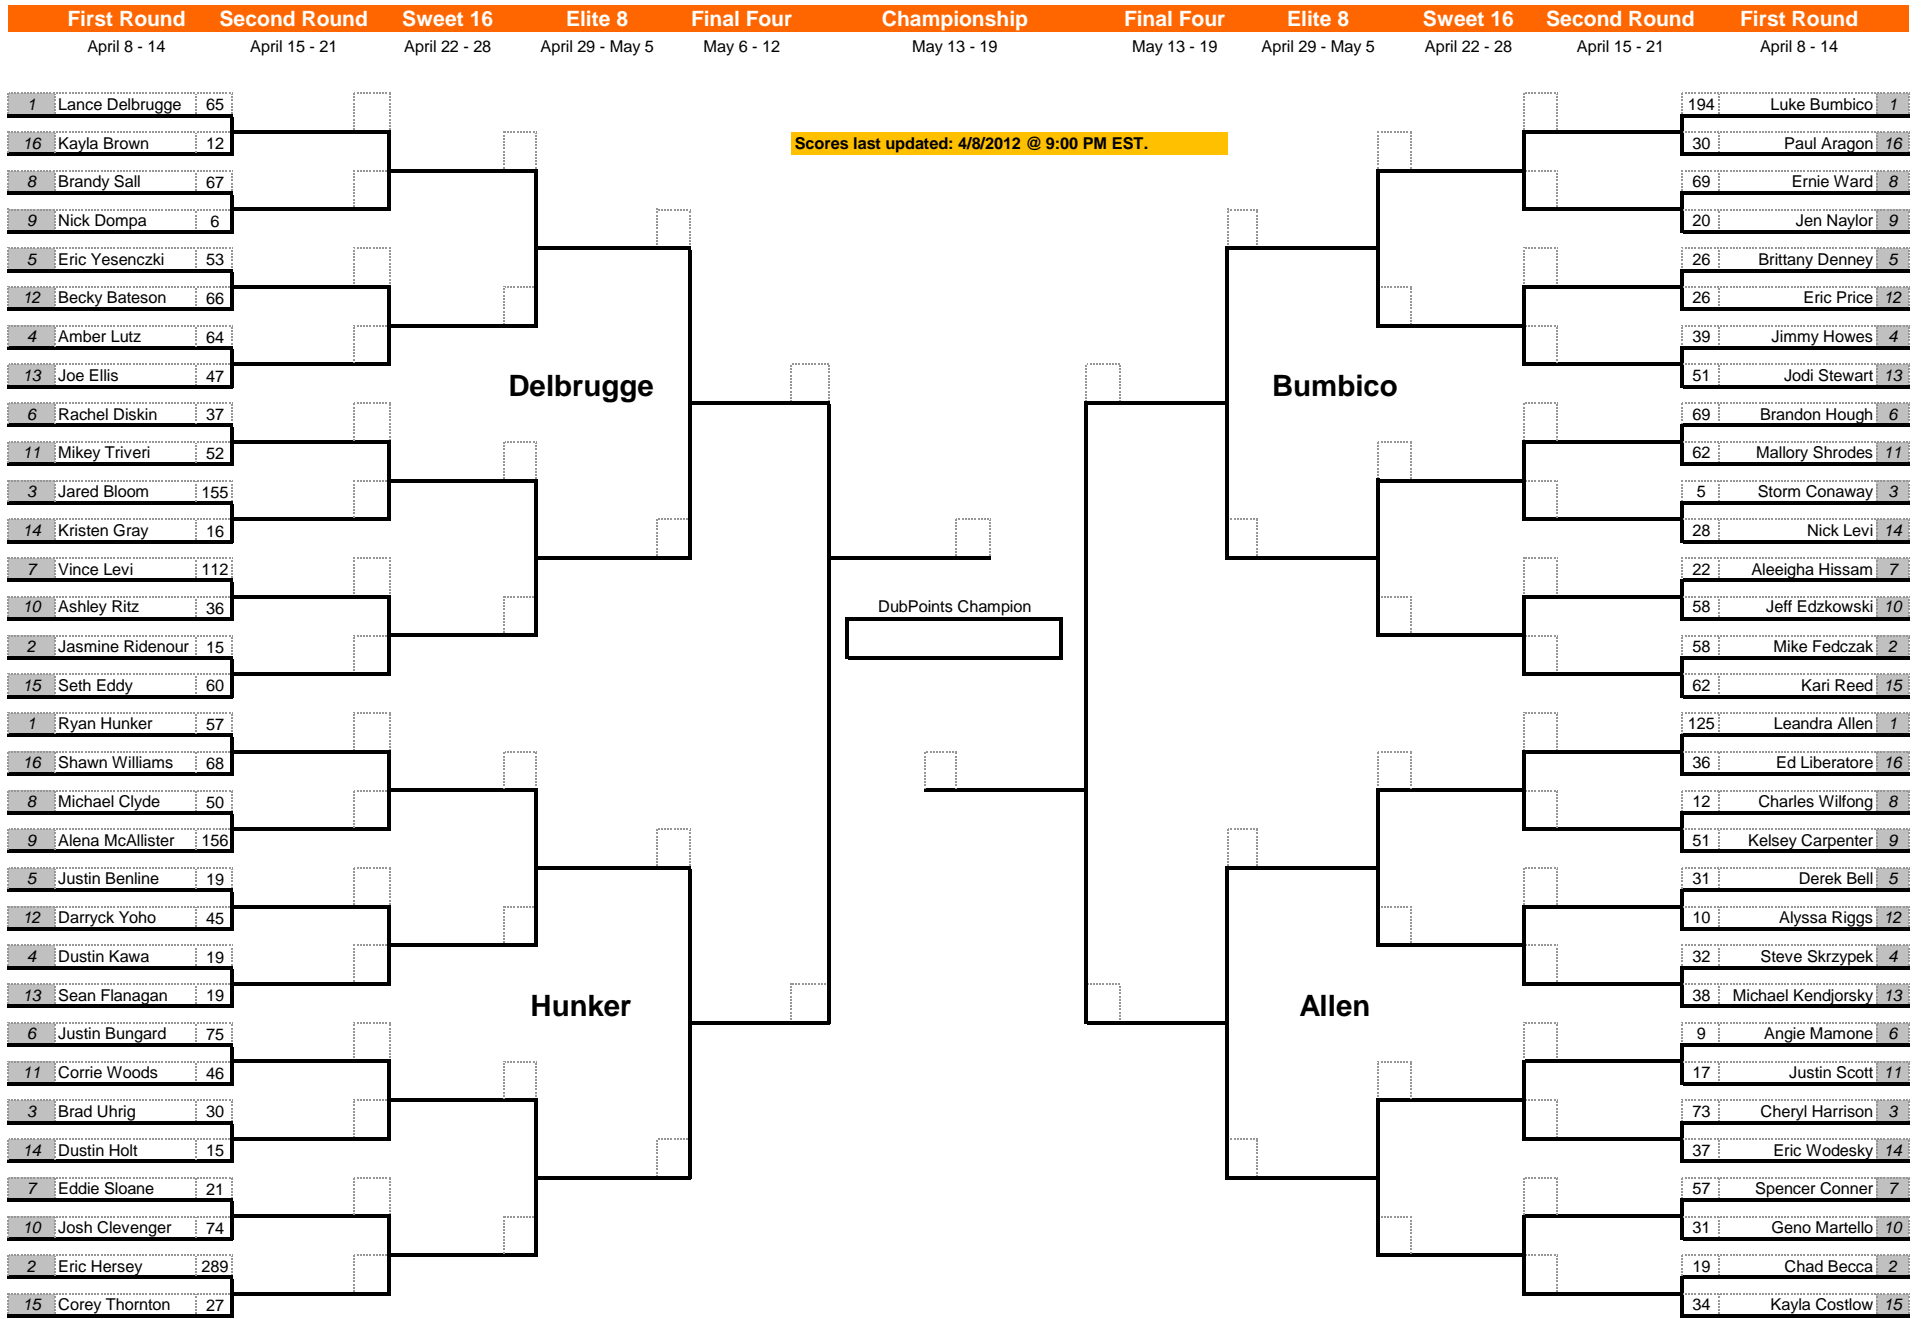 First Round Second Round Sweet 16 Elite 8 Final Four Championship Final Four Elite 8 Sweet 16 Second Round First Round
April 8 - 14 April 15 - 21 April 22 - 28 April 29 - May 5 May 6 - 12 May 13 - 19 May 13 - 19 April 29 - May 5 April 22 - 28 April 15 - 21 April 8 - 14
1 Lance Delbrugge 65 194 Luke Bumbico 1
16 Kayla Brown 12 Scores last updated: 4/8/2012 @ 9:00 PM EST. 30 Paul Aragon 16
8 Brandy Sall 67 69 Ernie Ward 8
9 Nick Dompa 6 20 Jen Naylor 9
5 Eric Yesenczki 53 26 Brittany Denney 5
12 Becky Bateson 66 26 Eric Price 12
4 Amber Lutz 64 39 Jimmy Howes 4
13 Joe Ellis 47 Delbrugge Bumbico 51 Jodi Stewart 13
6 Rachel Diskin 37 69 Brandon Hough 6
11 Mikey Triveri 52 62 Mallory Shrodes 11
3 Jared Bloom 155 5 Storm Conaway 3
14 Kristen Gray 16 28 Nick Levi 14
7 Vince Levi 112 22 Aleeigha Hissam 7
10 Ashley Ritz 36 DubPoints Champion 58 Jeff Edzkowski 10
2 Jasmine Ridenour 15 58 Mike Fedczak 2
15 Seth Eddy 60 62 Kari Reed 15
1 Ryan Hunker 57 125 Leandra Allen 1
16 Shawn Williams 68 36 Ed Liberatore 16
8 Michael Clyde 50 12 Charles Wilfong 8
9 Alena McAllister 156 51 Kelsey Carpenter 9
5 Justin Benline 19 31 Derek Bell 5
12 Darryck Yoho 45 10 Alyssa Riggs 12
4 Dustin Kawa 19 32 Steve Skrzypek 4
13 Sean Flanagan 19 Hunker Allen 38 Michael Kendjorsky 13
6 Justin Bungard 75 9 Angie Mamone 6
11 Corrie Woods 46 17 Justin Scott 11
3 Brad Uhrig 30 73 Cheryl Harrison 3
14 Dustin Holt 15 37 Eric Wodesky 14
7 Eddie Sloane 21 57 Spencer Conner 7
10 Josh Clevenger 74 31 Geno Martello 10
2 Eric Hersey 289 19 Chad Becca 2
15 Corey Thornton 27 34 Kayla Costlow 15